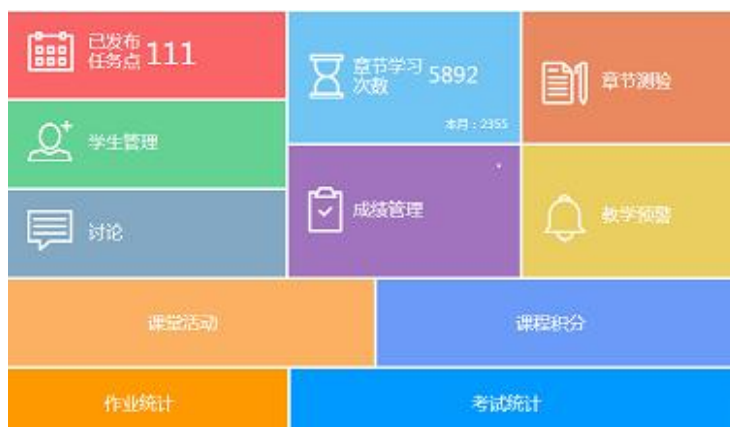 已发布
任务点 111
章节学习
次数 5892
本月：2355
章节测验
学生管理
讨论
成绩管理
教学预警
课堂活动
课程积分
作业统计
考试统计